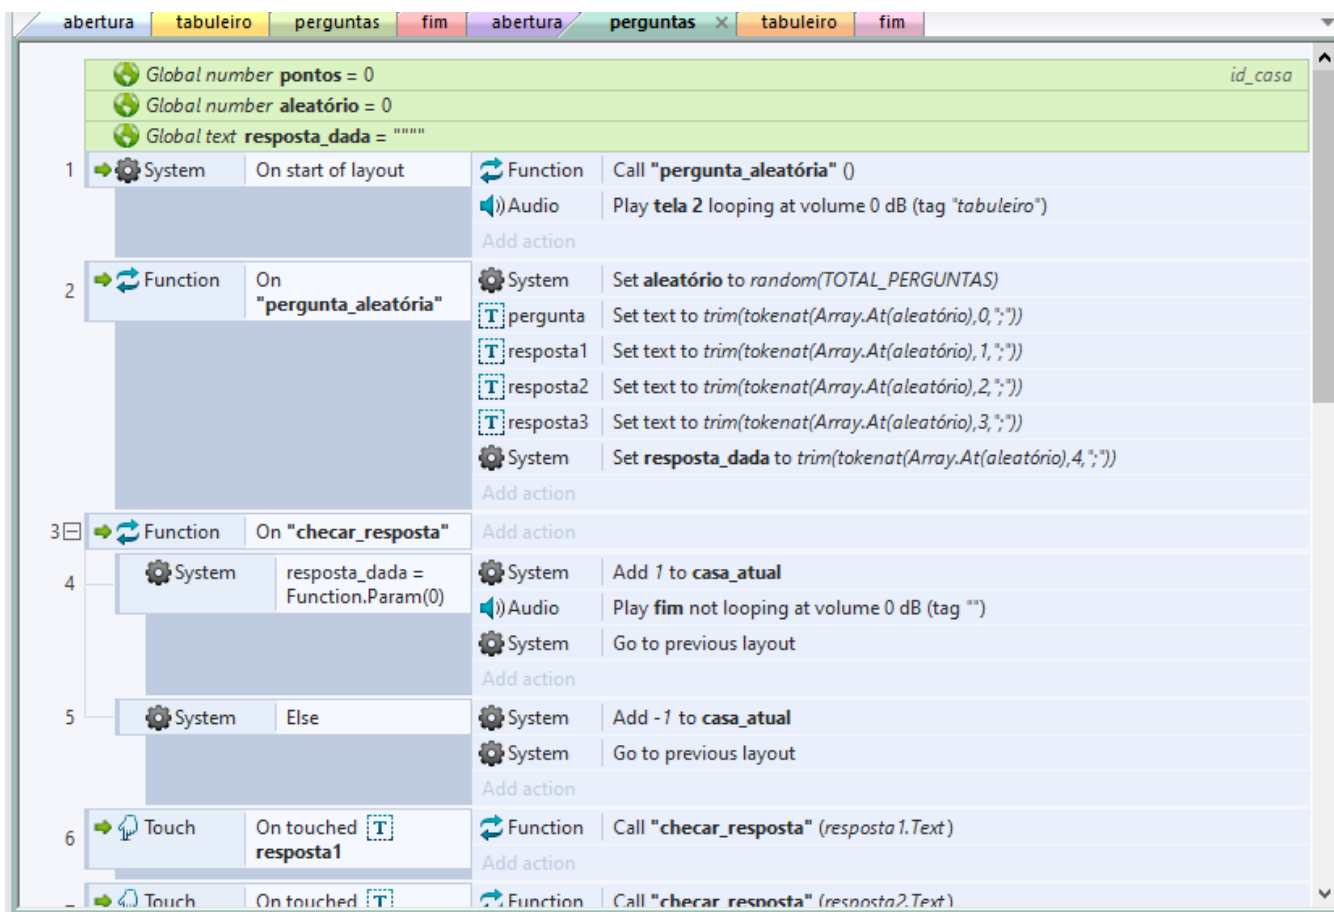 abertura tabuleiro perguntas fim abertura perguntas × tabuleiro fim
Global number pontos = 0 id_casa
Global number aleatório = 0
Global text resposta_dada = """"
1 System On start of layout Function Call "pergunta_aleatória" ()
Audio Play tela 2 looping at volume 0 dB (tag "tabuleiro")
Add action
2 Function On "pergunta_aleatória" System Set aleatório to random(TOTAL_PERGUNTAS)
T pergunta Set text to trim(tokenat(Array.At(aleatório),0,";"))
T resposta1 Set text to trim(tokenat(Array.At(aleatório),1,";"))
T resposta2 Set text to trim(tokenat(Array.At(aleatório),2,";"))
T resposta3 Set text to trim(tokenat(Array.At(aleatório),3,";"))
System Set resposta_dada to trim(tokenat(Array.At(aleatório),4,";"))
Add action
3 Function On "checar_resposta" Add action
4 System resposta_dada = Function.Param(0) System Add 1 to casa_atual
Audio Play fim not looping at volume 0 dB (tag "")
System Go to previous layout
Add action
5 System Else System Add -1 to casa_atual
System Go to previous layout
Add action
6 Touch On touched T resposta1 Function Call "checar_resposta" (resposta1.Text)
Add action
Touch On touched T Function Call "checar_resposta" (resposta2.Text)